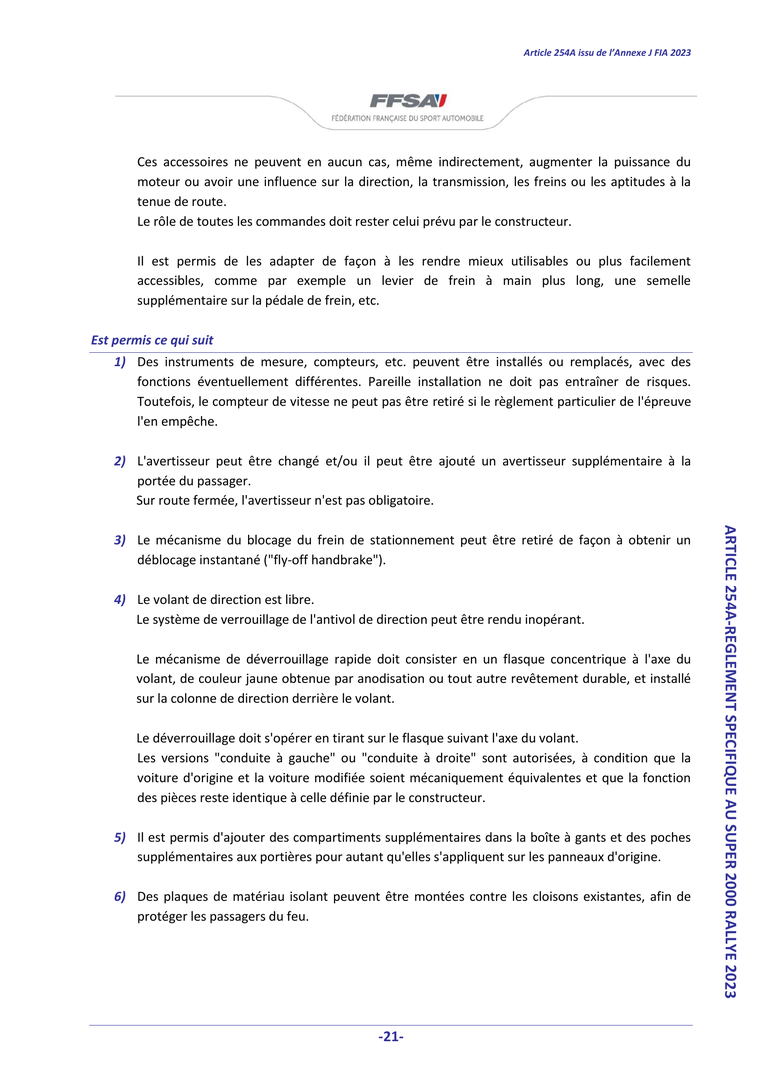 Article 254A issu de l'Annexe J FIA 2023
FFSA
FÉDÉRATION FRANÇAISE DU SPORT AUTOMOBILE
Ces accessoires ne peuvent en aucun cas, même indirectement, augmenter la puissance du
moteur ou avoir une influence sur la direction, la transmission, les freins ou les aptitudes à la
tenue de route.
Le rôle de toutes les commandes doit rester celui prévu par le constructeur.
Il est permis de les adapter de façon à les rendre mieux utilisables ou plus facilement
accessibles, comme par exemple un levier de frein à main plus long, une semelle
supplémentaire sur la pédale de frein, etc.
Est permis ce qui suit
1) Des instruments de mesure, compteurs, etc. peuvent être installés ou remplacés, avec des
fonctions éventuellement différentes. Pareille installation ne doit pas entraîner de risques.
Toutefois, le compteur de vitesse ne peut pas être retiré si le règlement particulier de l'épreuve
l'en empêche.
2) L'avertisseur peut être changé et/ou il peut être ajouté un avertisseur supplémentaire à la
portée du passager.
Sur route fermée, l'avertisseur n'est pas obligatoire.
3) Le mécanisme du blocage du frein de stationnement peut être retiré de façon à obtenir un
déblocage instantané ("fly-off handbrake").
4) Le volant de direction est libre.
Le système de verrouillage de l'antivol de direction peut être rendu inopérant.
Le mécanisme de déverrouillage rapide doit consister en un flasque concentrique à l'axe du
volant, de couleur jaune obtenue par anodisation ou tout autre revêtement durable, et installé
sur la colonne de direction derrière le volant.
Le déverrouillage doit s'opérer en tirant sur le flasque suivant l'axe du volant.
Les versions "conduite à gauche" ou "conduite à droite" sont autorisées, à condition que la
voiture d'origine et la voiture modifiée soient mécaniquement équivalentes et que la fonction
des pièces reste identique à celle définie par le constructeur.
5) Il est permis d'ajouter des compartiments supplémentaires dans la boîte à gants et des poches
supplémentaires aux portières pour autant qu'elles s'appliquent sur les panneaux d'origine.
6) Des plaques de matériau isolant peuvent être montées contre les cloisons existantes, afin de
protéger les passagers du feu.
ARTICLE 254A-REGLEMENT SPECIFIQUE AU SUPER 2000 RALLYE 2023
-21-